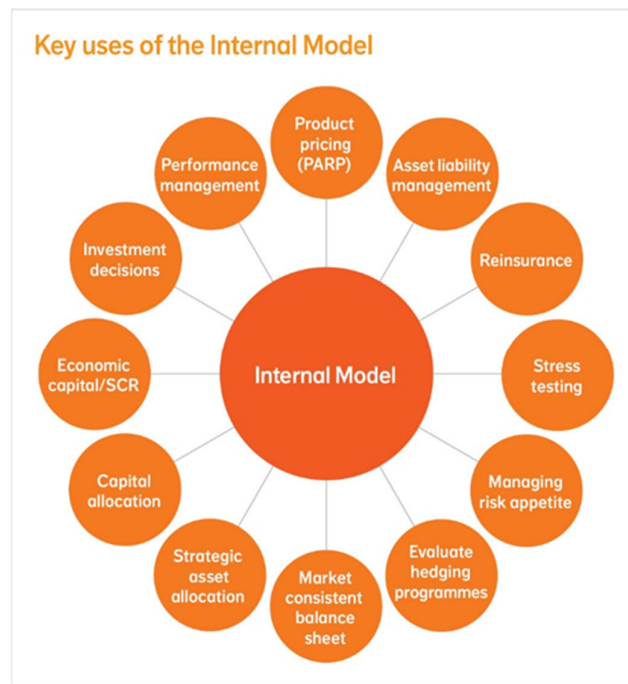 Key uses of the Internal Model
Product
pricing
(PARP)
Asset liability
management
Reinsurance
Stress
testing
Managing
risk appetite
Evaluate
hedging
programmes
Market
consistent
balance
sheet
Strategic
asset
allocation
Capital
allocation
Economic
capital/SCR
Investment
decisions
Performance
management
Internal Model